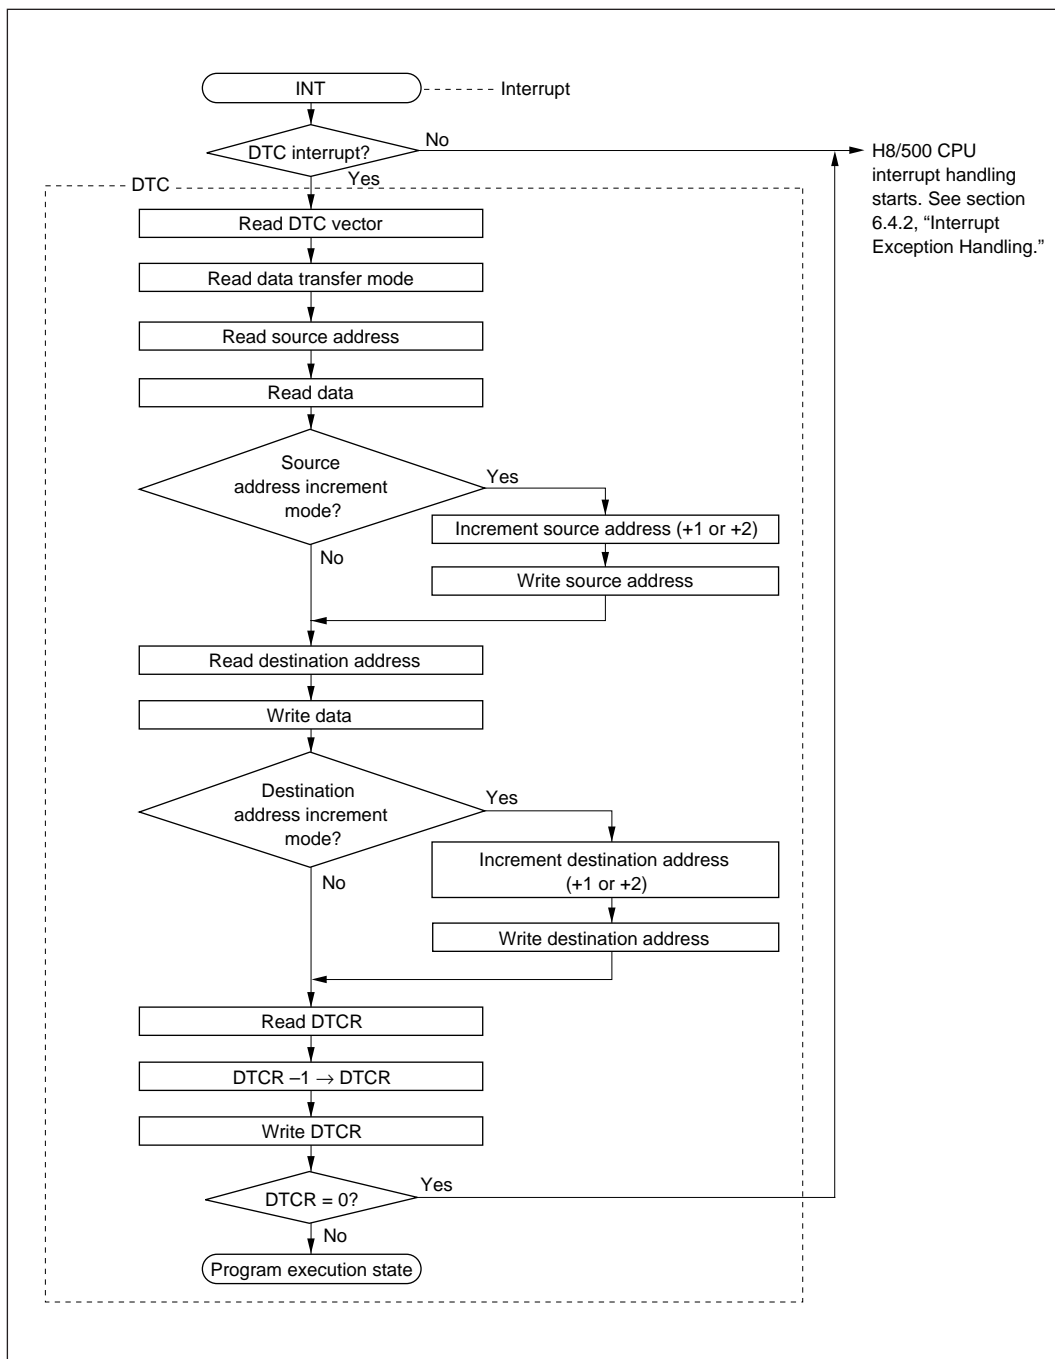 INT
Interrupt
DTC interrupt?
No
H8/500 CPU
interrupt handling
starts. See section
6.4.2, “Interrupt
Exception Handling.”
Yes
DTC
Read DTC vector
Read data transfer mode
Read source address
Read data
Source
address increment
mode?
Yes
Increment source address (+1 or +2)
No
Write source address
Read destination address
Write data
Destination
address increment
mode?
Yes
Increment destination address
(+1 or +2)
No
Write destination address
Read DTCR
DTCR –1 → DTCR
Write DTCR
DTCR = 0?
Yes
No
Program execution state